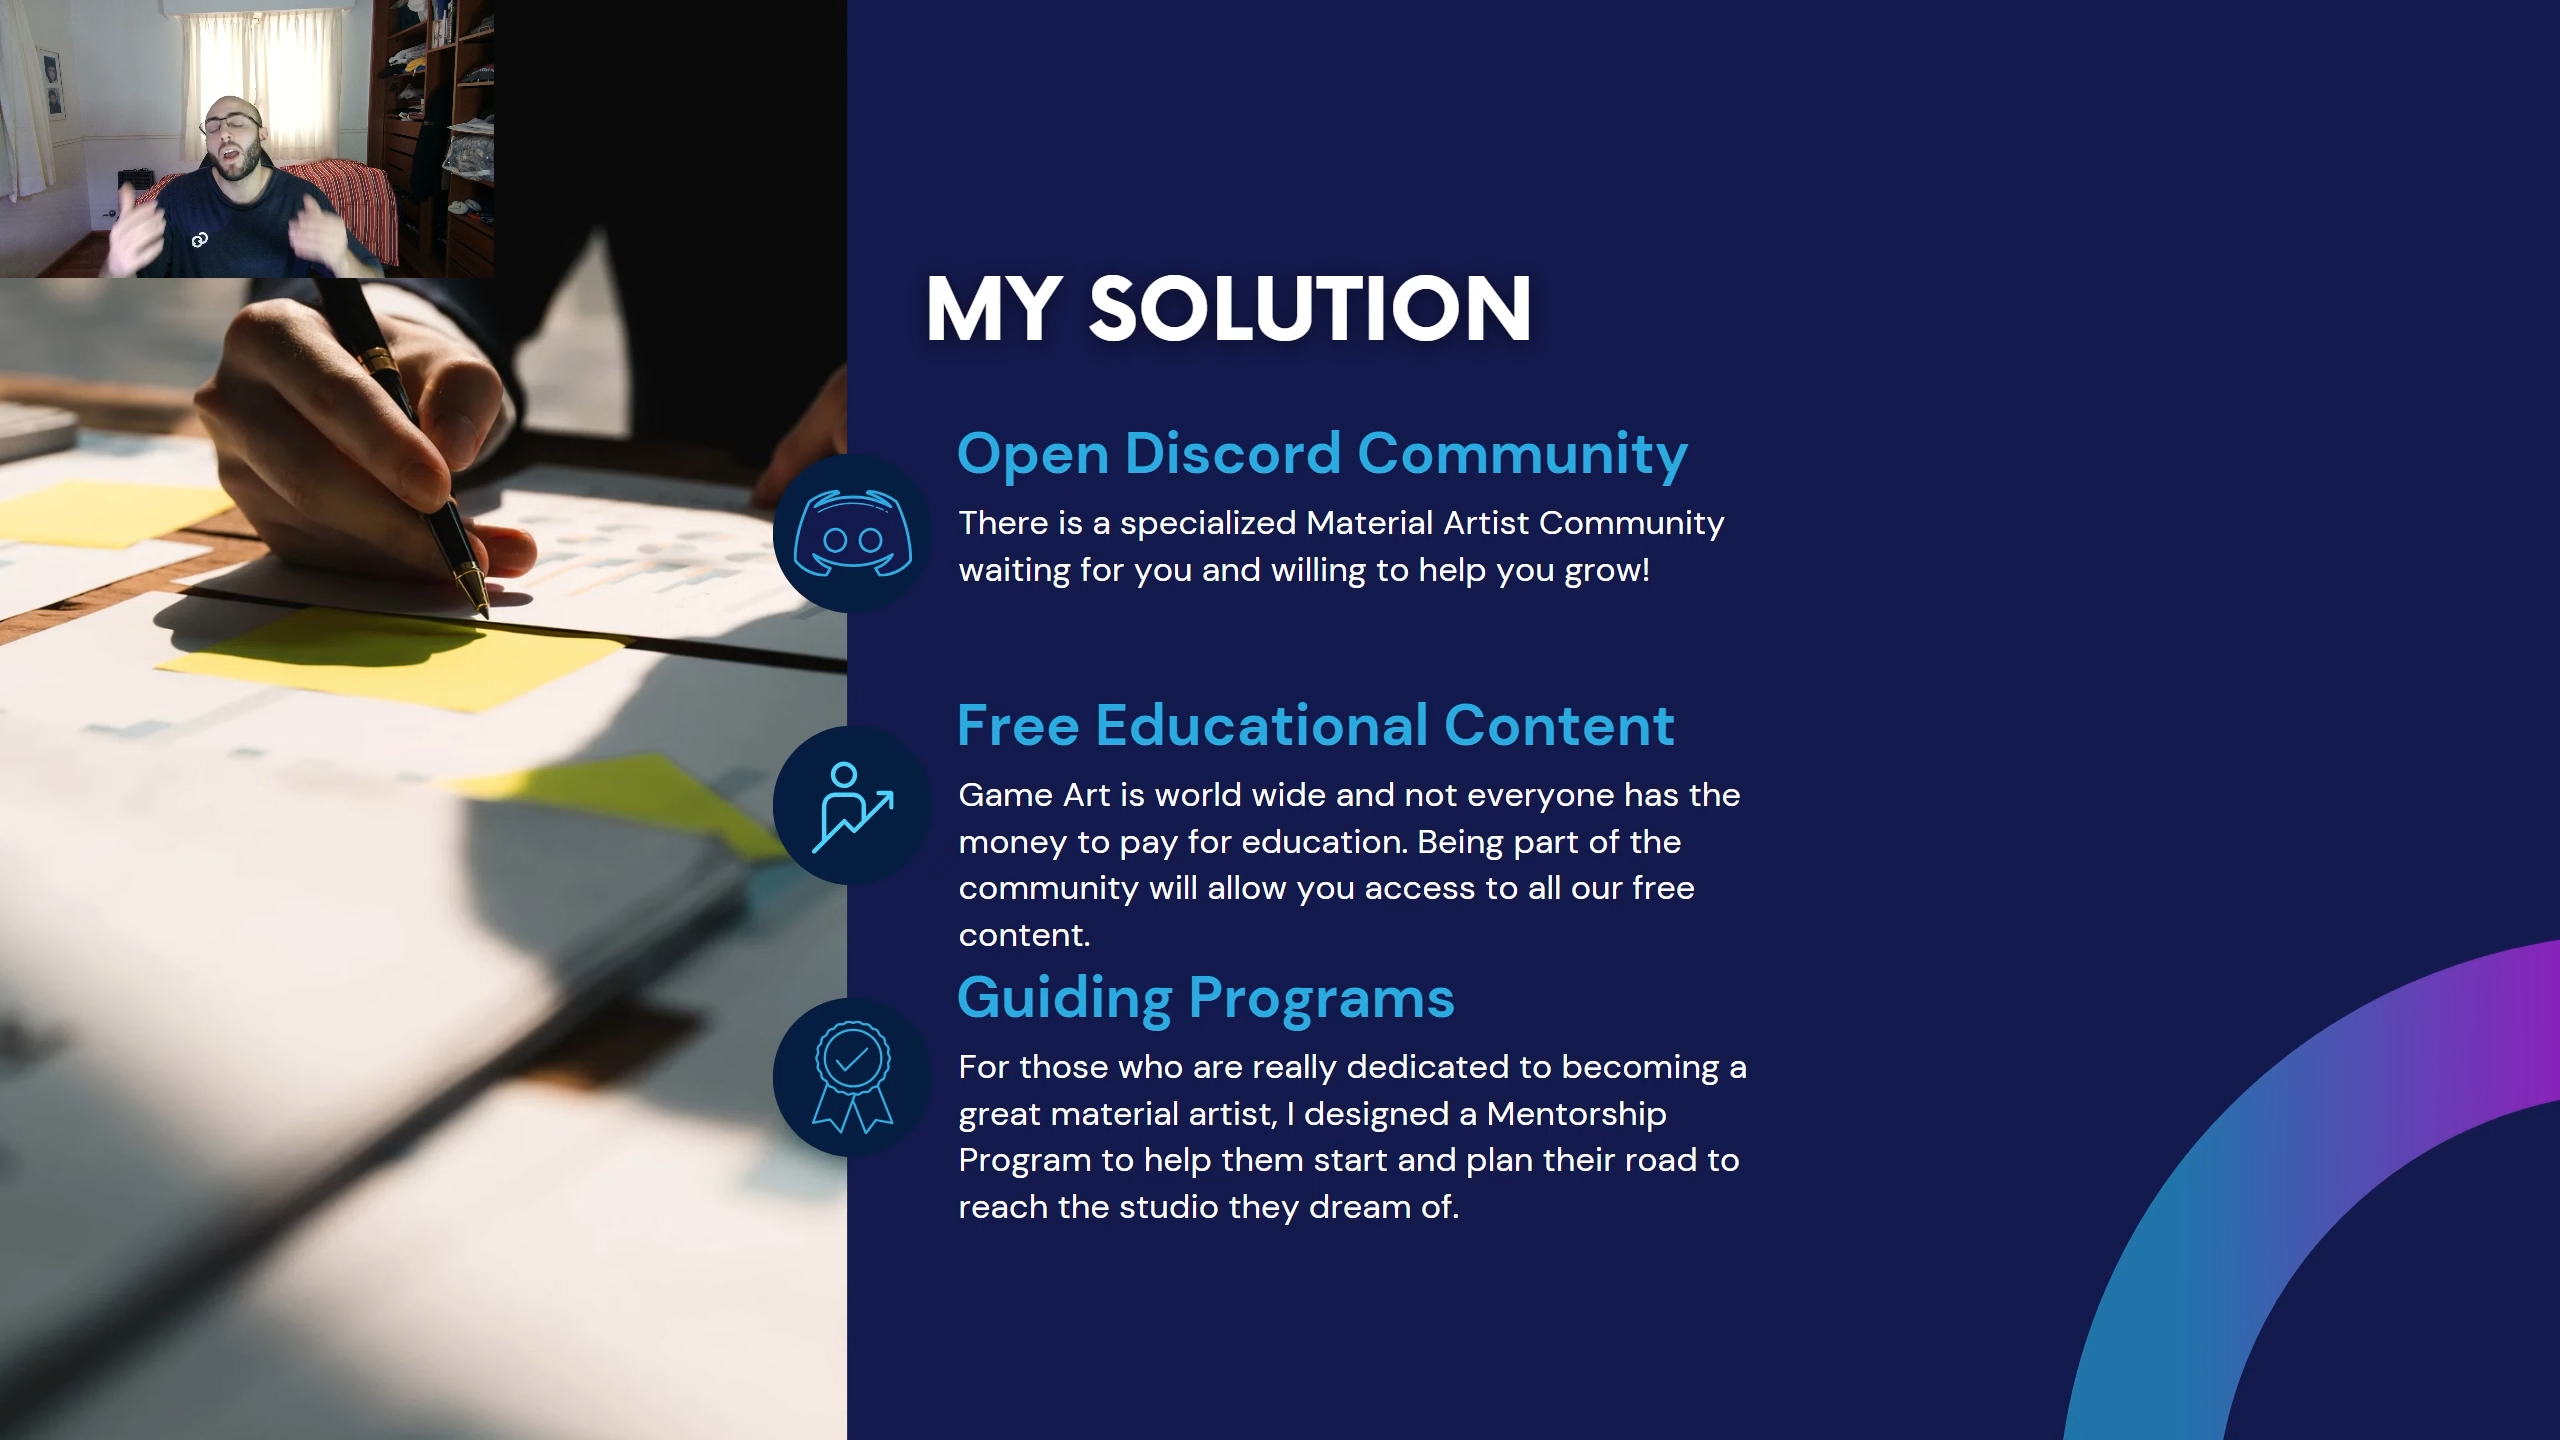 MY SOLUTION
Open Discord Community
There is a specialized Material Artist Community
waiting for you and willing to help you grow!
Free Educational Content
Game Art is world wide and not everyone has the
money to pay for education. Being part of the
community will allow you access to all our free
content.
Guiding Programs
For those who are really dedicated to becoming a
great material artist, I designed a Mentorship
Program to help them start and plan their road to
reach the studio they dream of.